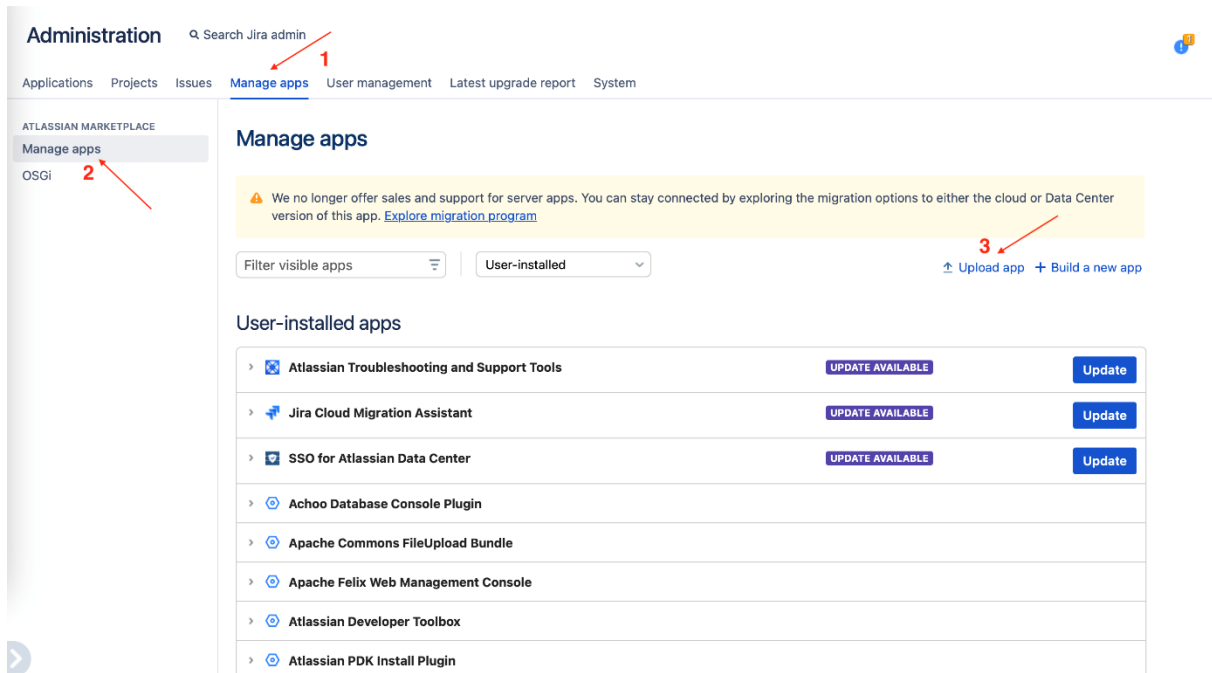 Administration
Search Jira admin
1
Applications Projects Issues Manage apps User management Latest upgrade report System
ATLASSIAN MARKETPLACE
Manage apps
2
OSGi
Manage apps
We no longer offer sales and support for server apps. You can stay connected by exploring the migration options to either the cloud or Data Center
version of this app. Explore migration program
3
Filter visible apps User-installed Upload app + Build a new app
User-installed apps
Atlassian Troubleshooting and Support Tools UPDATE AVAILABLE Update
Jira Cloud Migration Assistant UPDATE AVAILABLE Update
SSO for Atlassian Data Center UPDATE AVAILABLE Update
Achoo Database Console Plugin
Apache Commons FileUpload Bundle
Apache Felix Web Management Console
Atlassian Developer Toolbox
Atlassian PDK Install Plugin